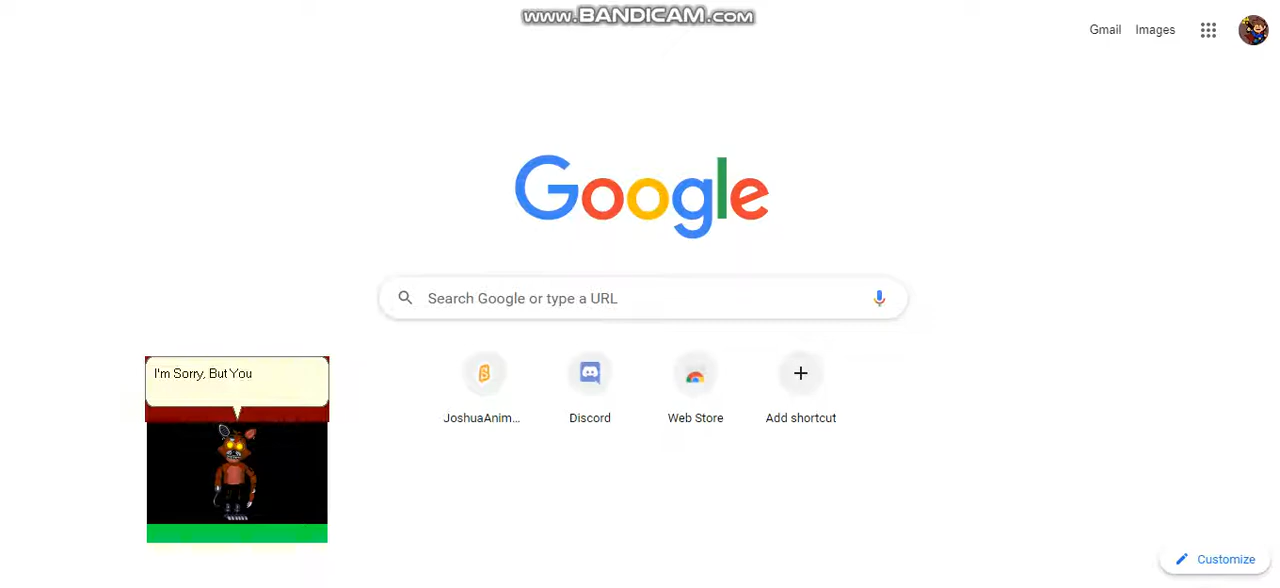 www.BANDICAM.com
Gmail Images
Google
Search Google or type a URL
I'm Sorry, But You
JoshuaAnim... Discord Web Store Add shortcut
Customize